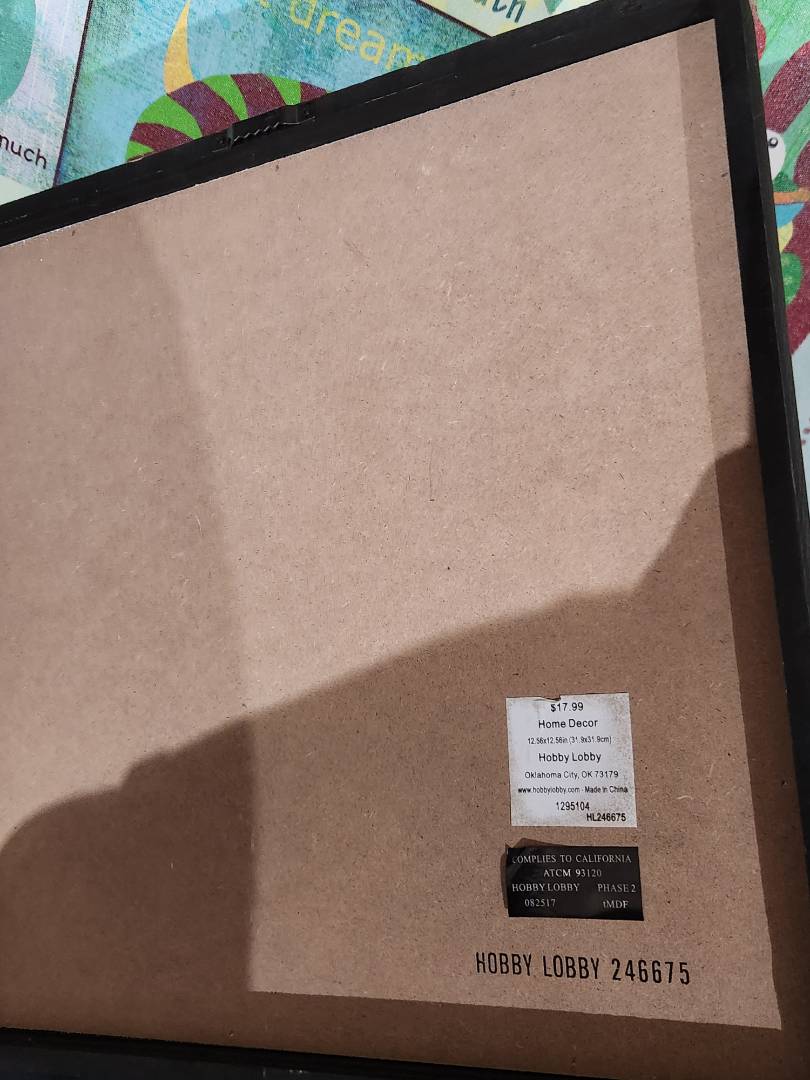 dream
much
$17.99
Home Decor
12.56x12.56in (31.9x31.9cm)
Hobby Lobby
Oklahoma City, OK 73179
www.hobbylobby.com - Made in China
1295104
HL246675
COMPLIES TO CALIFORNIA
ATCM 93120
HOBBY LOBBY PHASE 2
082517 tMDF
HOBBY LOBBY 246675